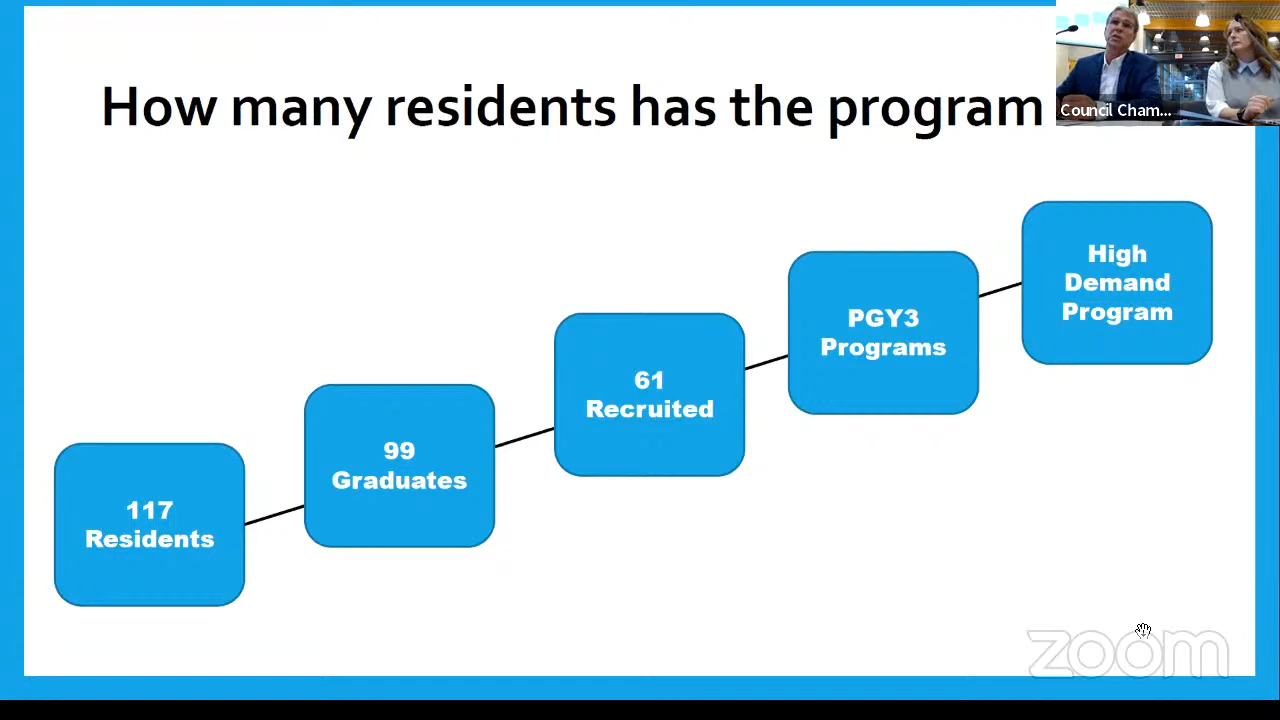 How many residents has the program
Council Cham...
High
Demand
Program
PGY3
Programs
61
Recruited
99
Graduates
117
Residents
zoom